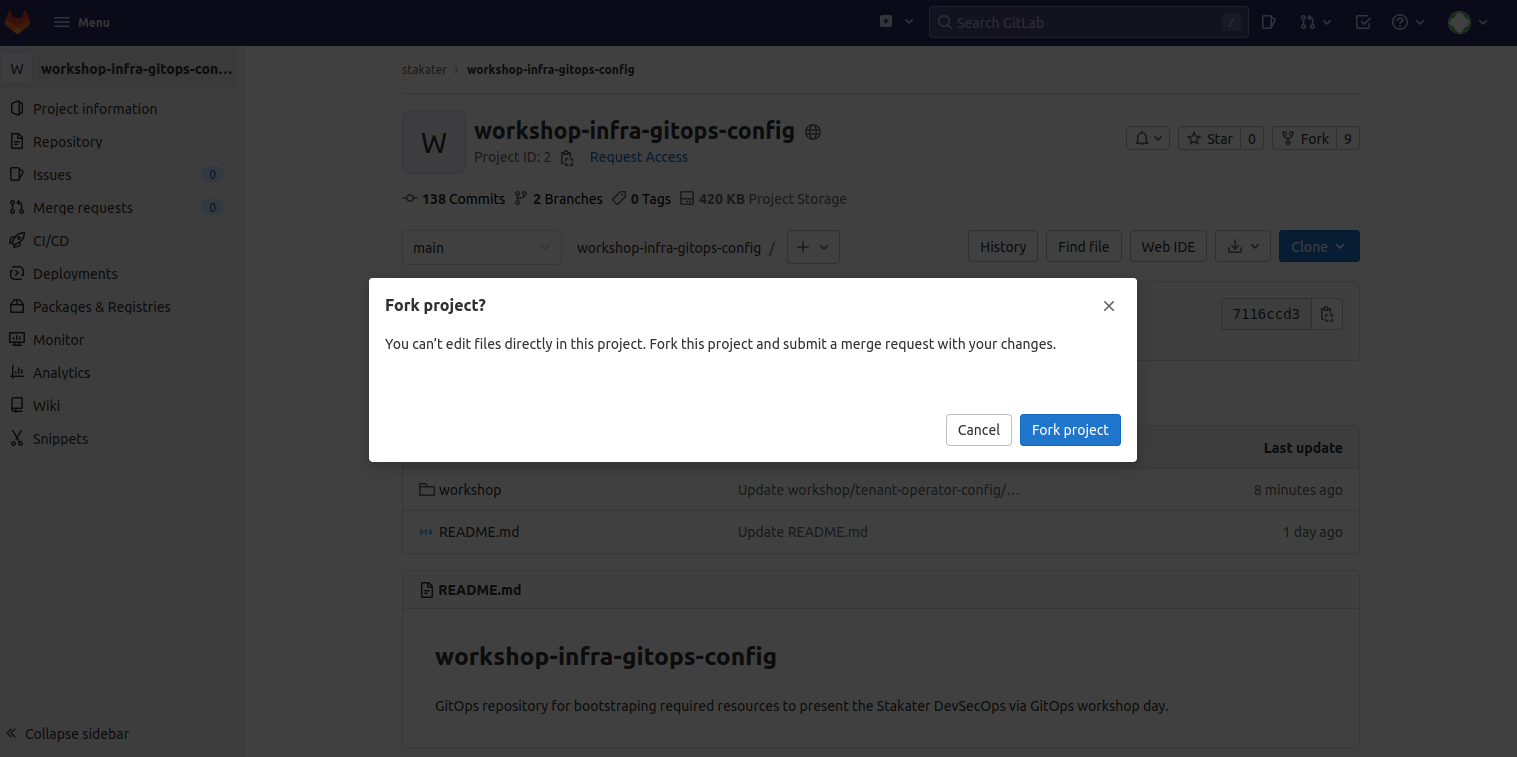 Menu
Search GitLab
/
W workshop-infra-gitops-con...
Project information
Repository
Issues 0
Merge requests 0
CI/CD
Deployments
Packages & Registries
Monitor
Analytics
Wiki
Snippets
Collapse sidebar
stakater > workshop-infra-gitops-config
W
workshop-infra-gitops-config
Project ID: 2 Request Access
Star 0
Fork 9
138 Commits 2 Branches 0 Tags 420 KB Project Storage
main workshop-infra-gitops-config / +
History Find file Web IDE Clone
7116ccd3
Fork project?
You can’t edit files directly in this project. Fork this project and submit a merge request with your changes.
Cancel Fork project
Last update
workshop Update workshop/tenant-operator-config/... 8 minutes ago
M↓ README.md Update README.md 1 day ago
README.md
workshop-infra-gitops-config
GitOps repository for bootstraping required resources to present the Stakater DevSecOps via GitOps workshop day.